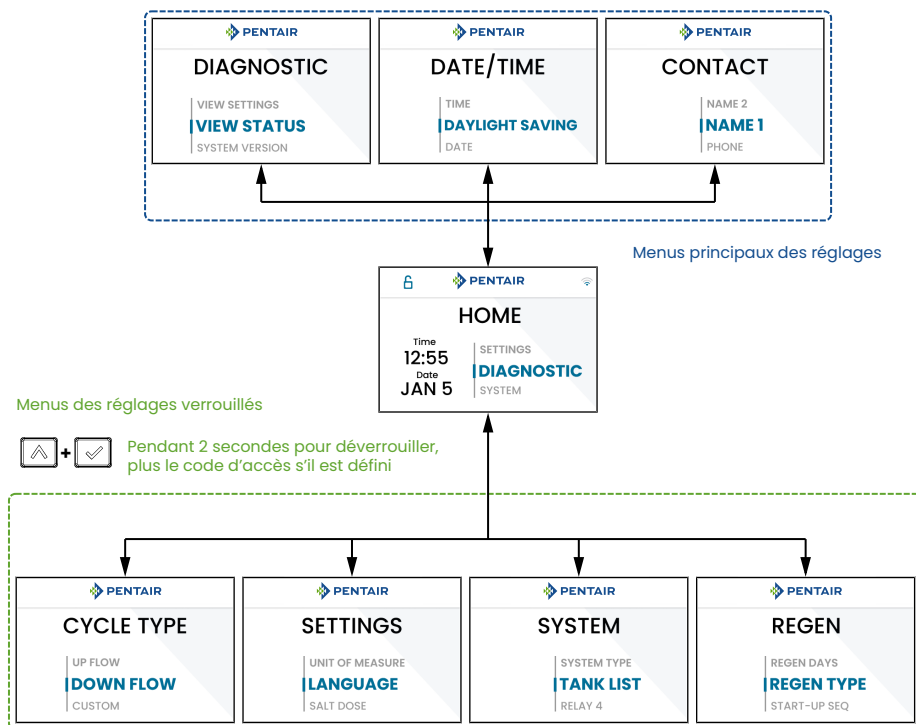 PENTAIR
DIAGNOSTIC
VIEW SETTINGS
VIEW STATUS
SYSTEM VERSION
PENTAIR
DATE/TIME
TIME
DAYLIGHT SAVING
DATE
PENTAIR
CONTACT
NAME 2
NAME 1
PHONE
Menus principaux des réglages
PENTAIR
HOME
Time
12:55
Date
JAN 5
SETTINGS
DIAGNOSTIC
SYSTEM
Menus des réglages verrouillés
+
Pendant 2 secondes pour déverrouiller,
plus le code d'accès s'il est défini
PENTAIR
CYCLE TYPE
UP FLOW
DOWN FLOW
CUSTOM
PENTAIR
SETTINGS
UNIT OF MEASURE
LANGUAGE
SALT DOSE
PENTAIR
SYSTEM
SYSTEM TYPE
TANK LIST
RELAY 4
PENTAIR
REGEN
REGEN DAYS
REGEN TYPE
START-UP SEQ